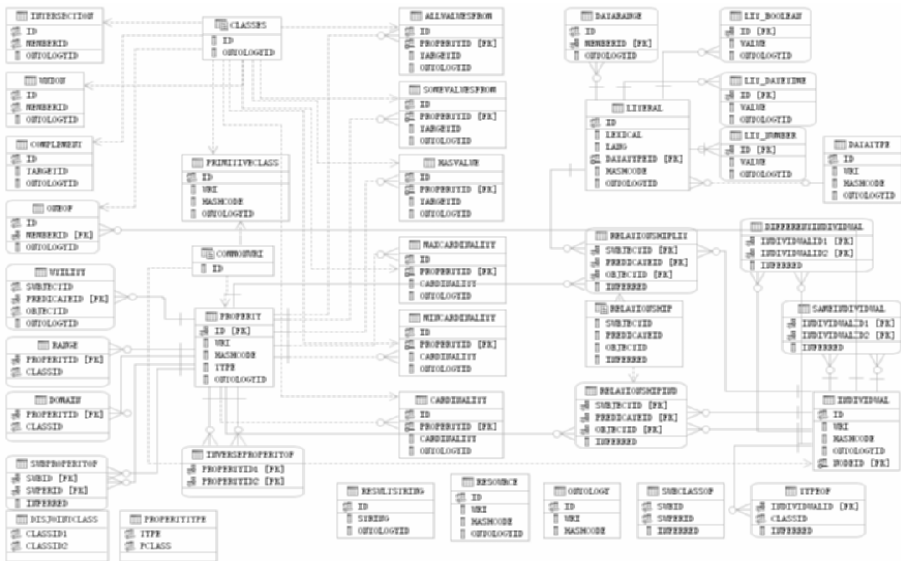 INTERSECTION
ID
MEMBERID
ONTOLOGYID
UNION
ID
MEMBERID
ONTOLOGYID
COMPLEMENT
ID
TARGETID
ONTOLOGYID
ONEOF
ID
MEMBERID [FK]
ONTOLOGYID
UTILITY
SUBJECTID
PREDICATEID [FK]
OBJECTID
ONTOLOGYID
RANGE
PROPERTYID [FK]
CLASSID
DOMAIN
PROPERTYID [FK]
CLASSID
SUBPROPERTYOF
SUBID [FK]
SUPERID [FK]
INFERRED
DISJOINTCLASS
CLASSID1
CLASSID2
PROPERTYTYPE
TYPE
PCLASS
CLASSES
ID
ONTOLOGYID
PRIMITIVECLASS
ID
URI
HASHCODE
ONTOLOGYID
COMMONURI
ID
PROPERTY
ID [FK]
URI
HASHCODE
TYPE
ONTOLOGYID
INVERSEPROPERTYOF
PROPERTYID1 [FK]
PROPERTYID2 [FK]
ALLVALUESFROM
ID
PROPERTYID [FK]
TARGETID
ONTOLOGYID
SOMEVALUESFROM
ID
PROPERTYID [FK]
TARGETID
ONTOLOGYID
HASVALUE
ID
PROPERTYID [FK]
TARGETID
ONTOLOGYID
MAXCARDINALITY
ID
PROPERTYID [FK]
CARDINALITY
ONTOLOGYID
MINCARDINALITY
ID
PROPERTYID [FK]
CARDINALITY
ONTOLOGYID
CARDINALITY
ID
PROPERTYID [FK]
CARDINALITY
ONTOLOGYID
DATARANGE
ID
MEMBERID [FK]
ONTOLOGYID
LITERAL
ID
LEXICAL
LANG
DATATYPEID [FK]
HASHCODE
ONTOLOGYID
LIT_BOOLEAN
ID [FK]
VALUE
ONTOLOGYID
LIT_DATETIME
ID [FK]
VALUE
ONTOLOGYID
LIT_NUMBER
ID [FK]
VALUE
ONTOLOGYID
DATATYPE
ID
URI
HASHCODE
ONTOLOGYID
RELATIONSHIPLIT
SUBJECTID [FK]
PREDICATEID [FK]
OBJECTID [FK]
INFERRED
RELATIONSHIP
SUBJECTID
PREDICATEID
OBJECTID
INFERRED
RELATIONSHIPIND
SUBJECTID [FK]
PREDICATEID [FK]
OBJECTID [FK]
INFERRED
DIFFERENTINDIVIDUAL
INDIVIDUALID1 [FK]
INDIVIDUALID2 [FK]
INFERRED
SAMEINDIVIDUAL
INDIVIDUALID1 [FK]
INDIVIDUALID2 [FK]
INFERRED
INDIVIDUAL
ID
URI
HASHCODE
ONTOLOGYID
NODEID [FK]
RESULTSTRING
ID
STRING
ONTOLOGYID
RESOURCE
ID
URI
HASHCODE
ONTOLOGYID
ONTOLOGY
ID
URI
HASHCODE
SUBCLASSOF
SUBID
SUPERID
INFERRED
TYPEOF
INDIVIDUALID [FK]
CLASSID
INFERRED